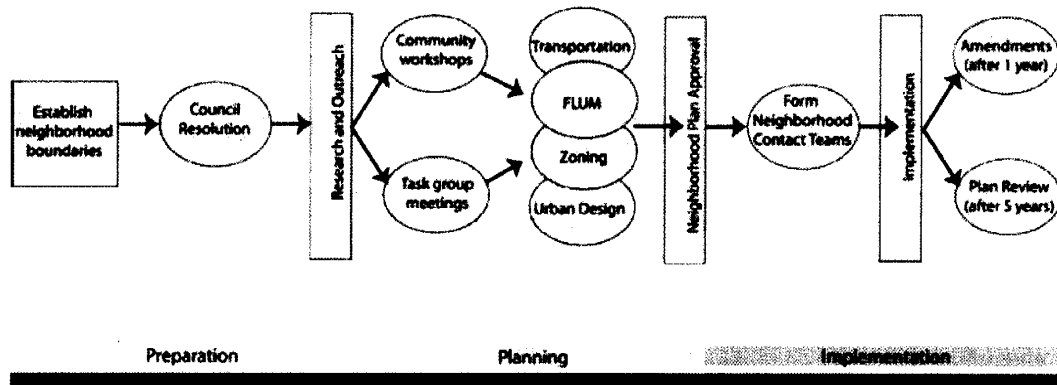 Establish
neighborhood
boundaries
Council
Resolution
Research and Outreach
Community
workshops
Task group
meetings
Transportation
FLUM
Zoning
Urban Design
Neighborhood Plan Approval
Form
Neighborhood
Contact Teams
Implementation
Amendments
(after 1 year)
Plan Review
(after 5 years)
Preparation
Planning
Implementation